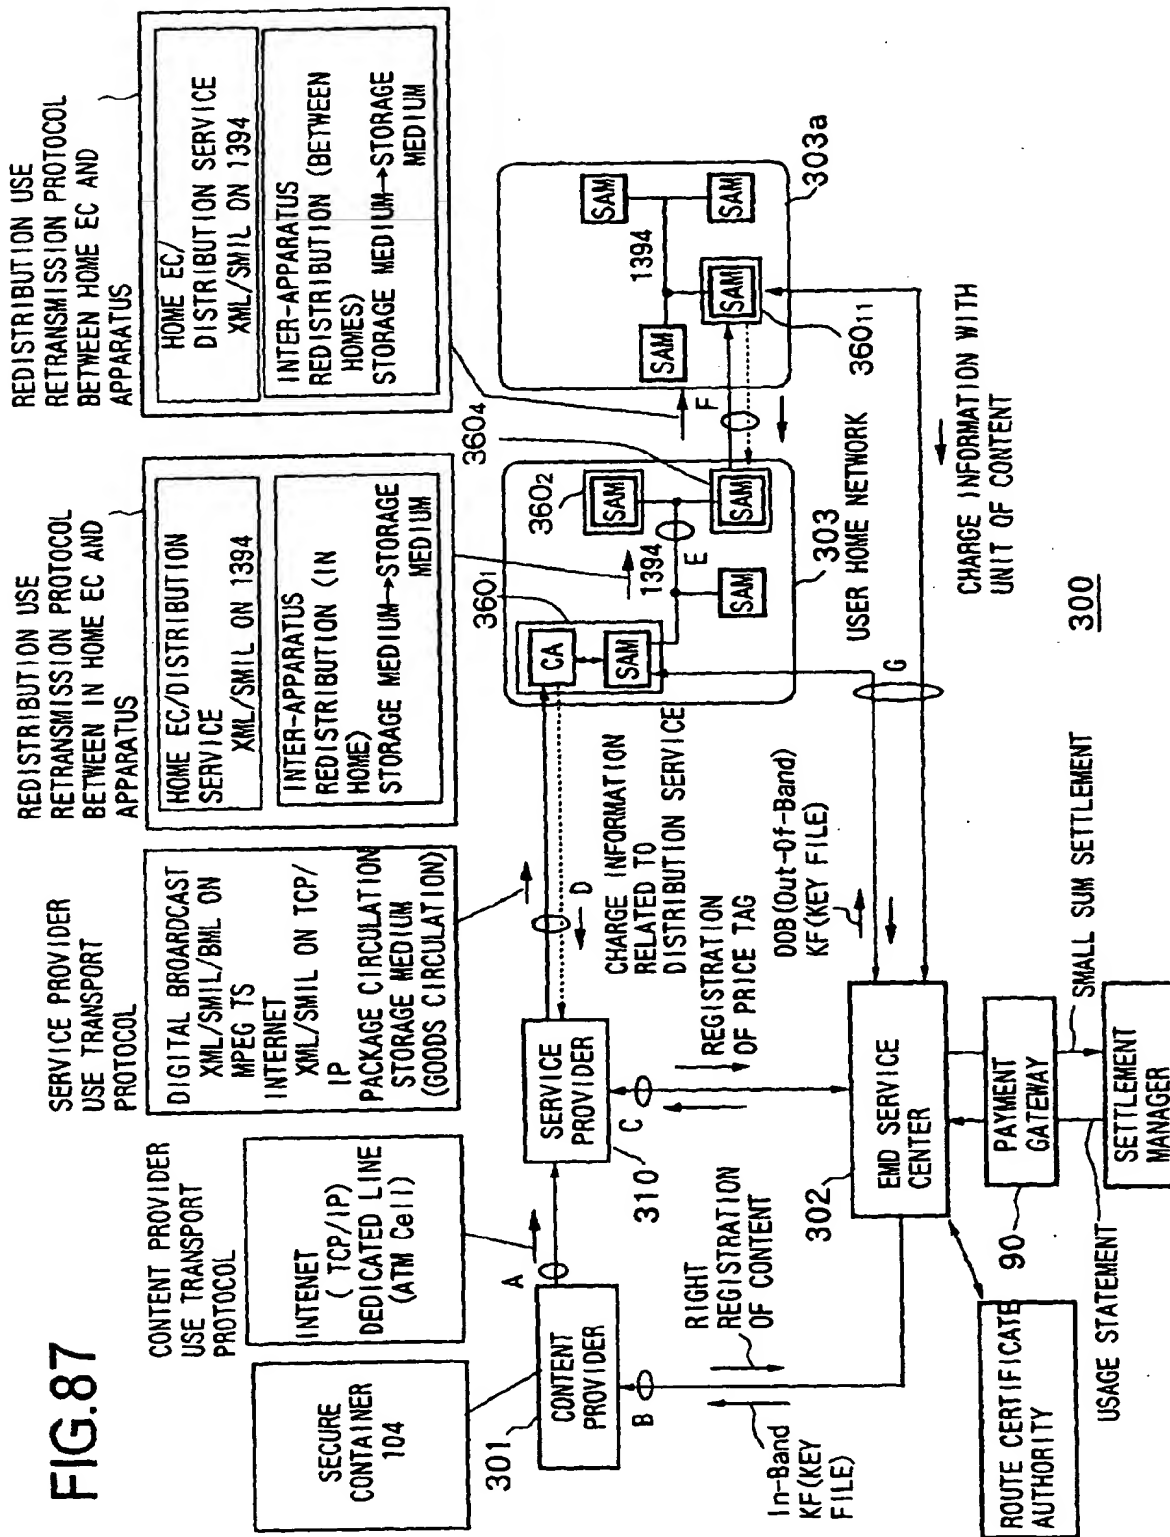 FIG.87
CONTENT PROVIDER
USE TRANSPORT
PROTOCOL
SECURE
CONTAINER
104
INTENET
( TCP/IP)
DEDICATED LINE
(ATM Cell)
SERVICE PROVIDER
USE TRANSPORT
PROTOCOL
DIGITAL BROARDCAST
XML/SMIL/BML ON
MPEG TS
INTERNET
XML/SMIL ON TCP/
IP
PACKAGE CIRCULATION
STORAGE MEDIUM
(GOODS CIRCULATION)
REDISTRIBUTION USE
RETRANSMISSION PROTOCOL
BETWEEN IN HOME EC AND
APPARATUS
HOME EC/DISTRIBUTION
SERVICE
XML/SMIL ON 1394
INTER-APPARATUS
REDISTRIBUTION (IN
HOME)
STORAGE MEDIUM→STORAGE
MEDIUM
REDISTRIBUTION USE
RETRANSMISSION PROTOCOL
BETWEEN HOME EC AND
APPARATUS
HOME EC/
DISTRIBUTION SERVICE
XML/SMIL ON 1394
INTER-APPARATUS
REDISTRIBUTION (BETWEEN
HOMES)
STORAGE MEDIUM→STORAGE
MEDIUM
301
CONTENT
PROVIDER
A
B
SERVICE
PROVIDER
310
C
D
CHARGE INFORMATION
RELATED TO
DISTRIBUTION SERVICE
REGISTRATION
OF PRICE TAG
RIGHT
REGISTRATION
OF CONTENT
In-Band
KF(KEY
FILE)
360₁
CA
SAM
360₂
SAM
1394
E
SAM
360₄
SAM
303
USER HOME NETWORK
F
SAM
1394
SAM
SAM
SAM
303a
360₁₁
G
OOB(Out-Of-Band)
KF(KEY FILE)
CHARGE INFORMATION WITH
UNIT OF CONTENT
302
EMD SERVICE
CENTER
PAYMENT
GATEWAY
90
SMALL SUM SETTLEMENT
USAGE STATEMENT
SETTLEMENT
MANAGER
ROUTE CERTIFICATE
AUTHORITY
300